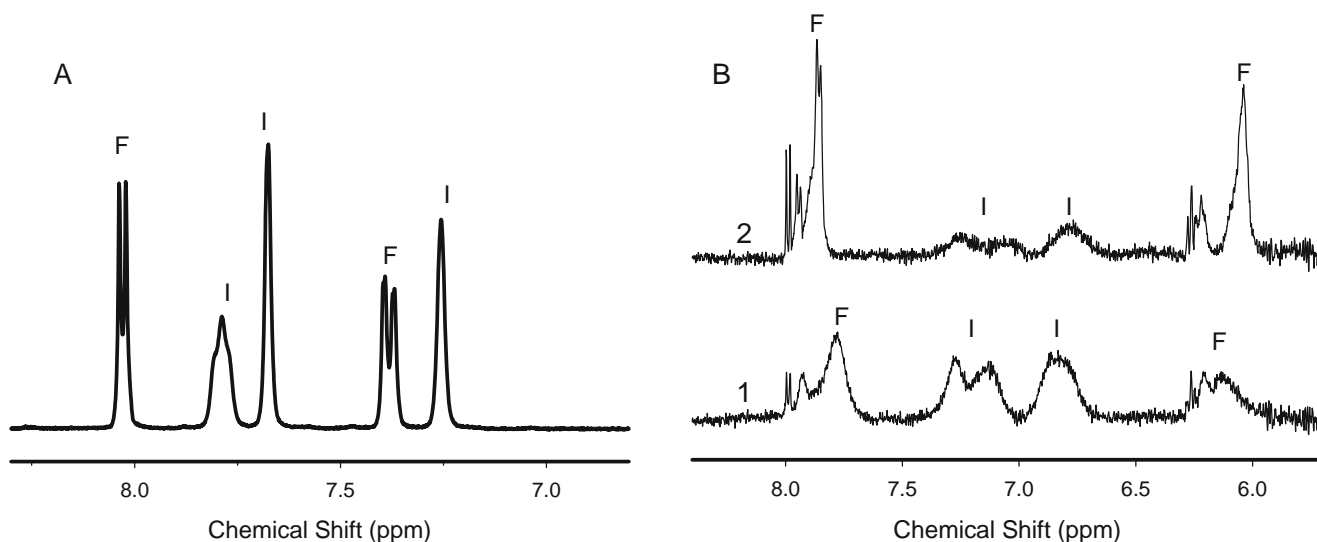 A
F
I
I
F
I
8.0 7.5 7.0
Chemical Shift (ppm)
B
F
F
I I
2
F
I I
F
1
8.0 7.5 7.0 6.5 6.0
Chemical Shift (ppm)